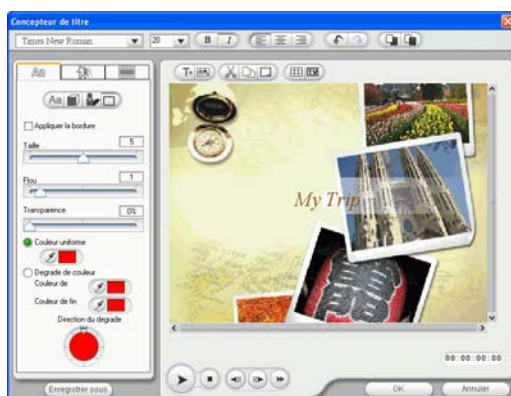 Concepteur de titre
Times New Roman 20 B I
Aa
T+
Aa
Appliquer la bordure
Taille 5
Flou 1
My Trip
Transparence 0%
Couleur uniforme
Degrade de couleur
Couleur de
Couleur de fin
Direction du degrade
00:00:00:00
Enregistrer sous
OK
Annuler